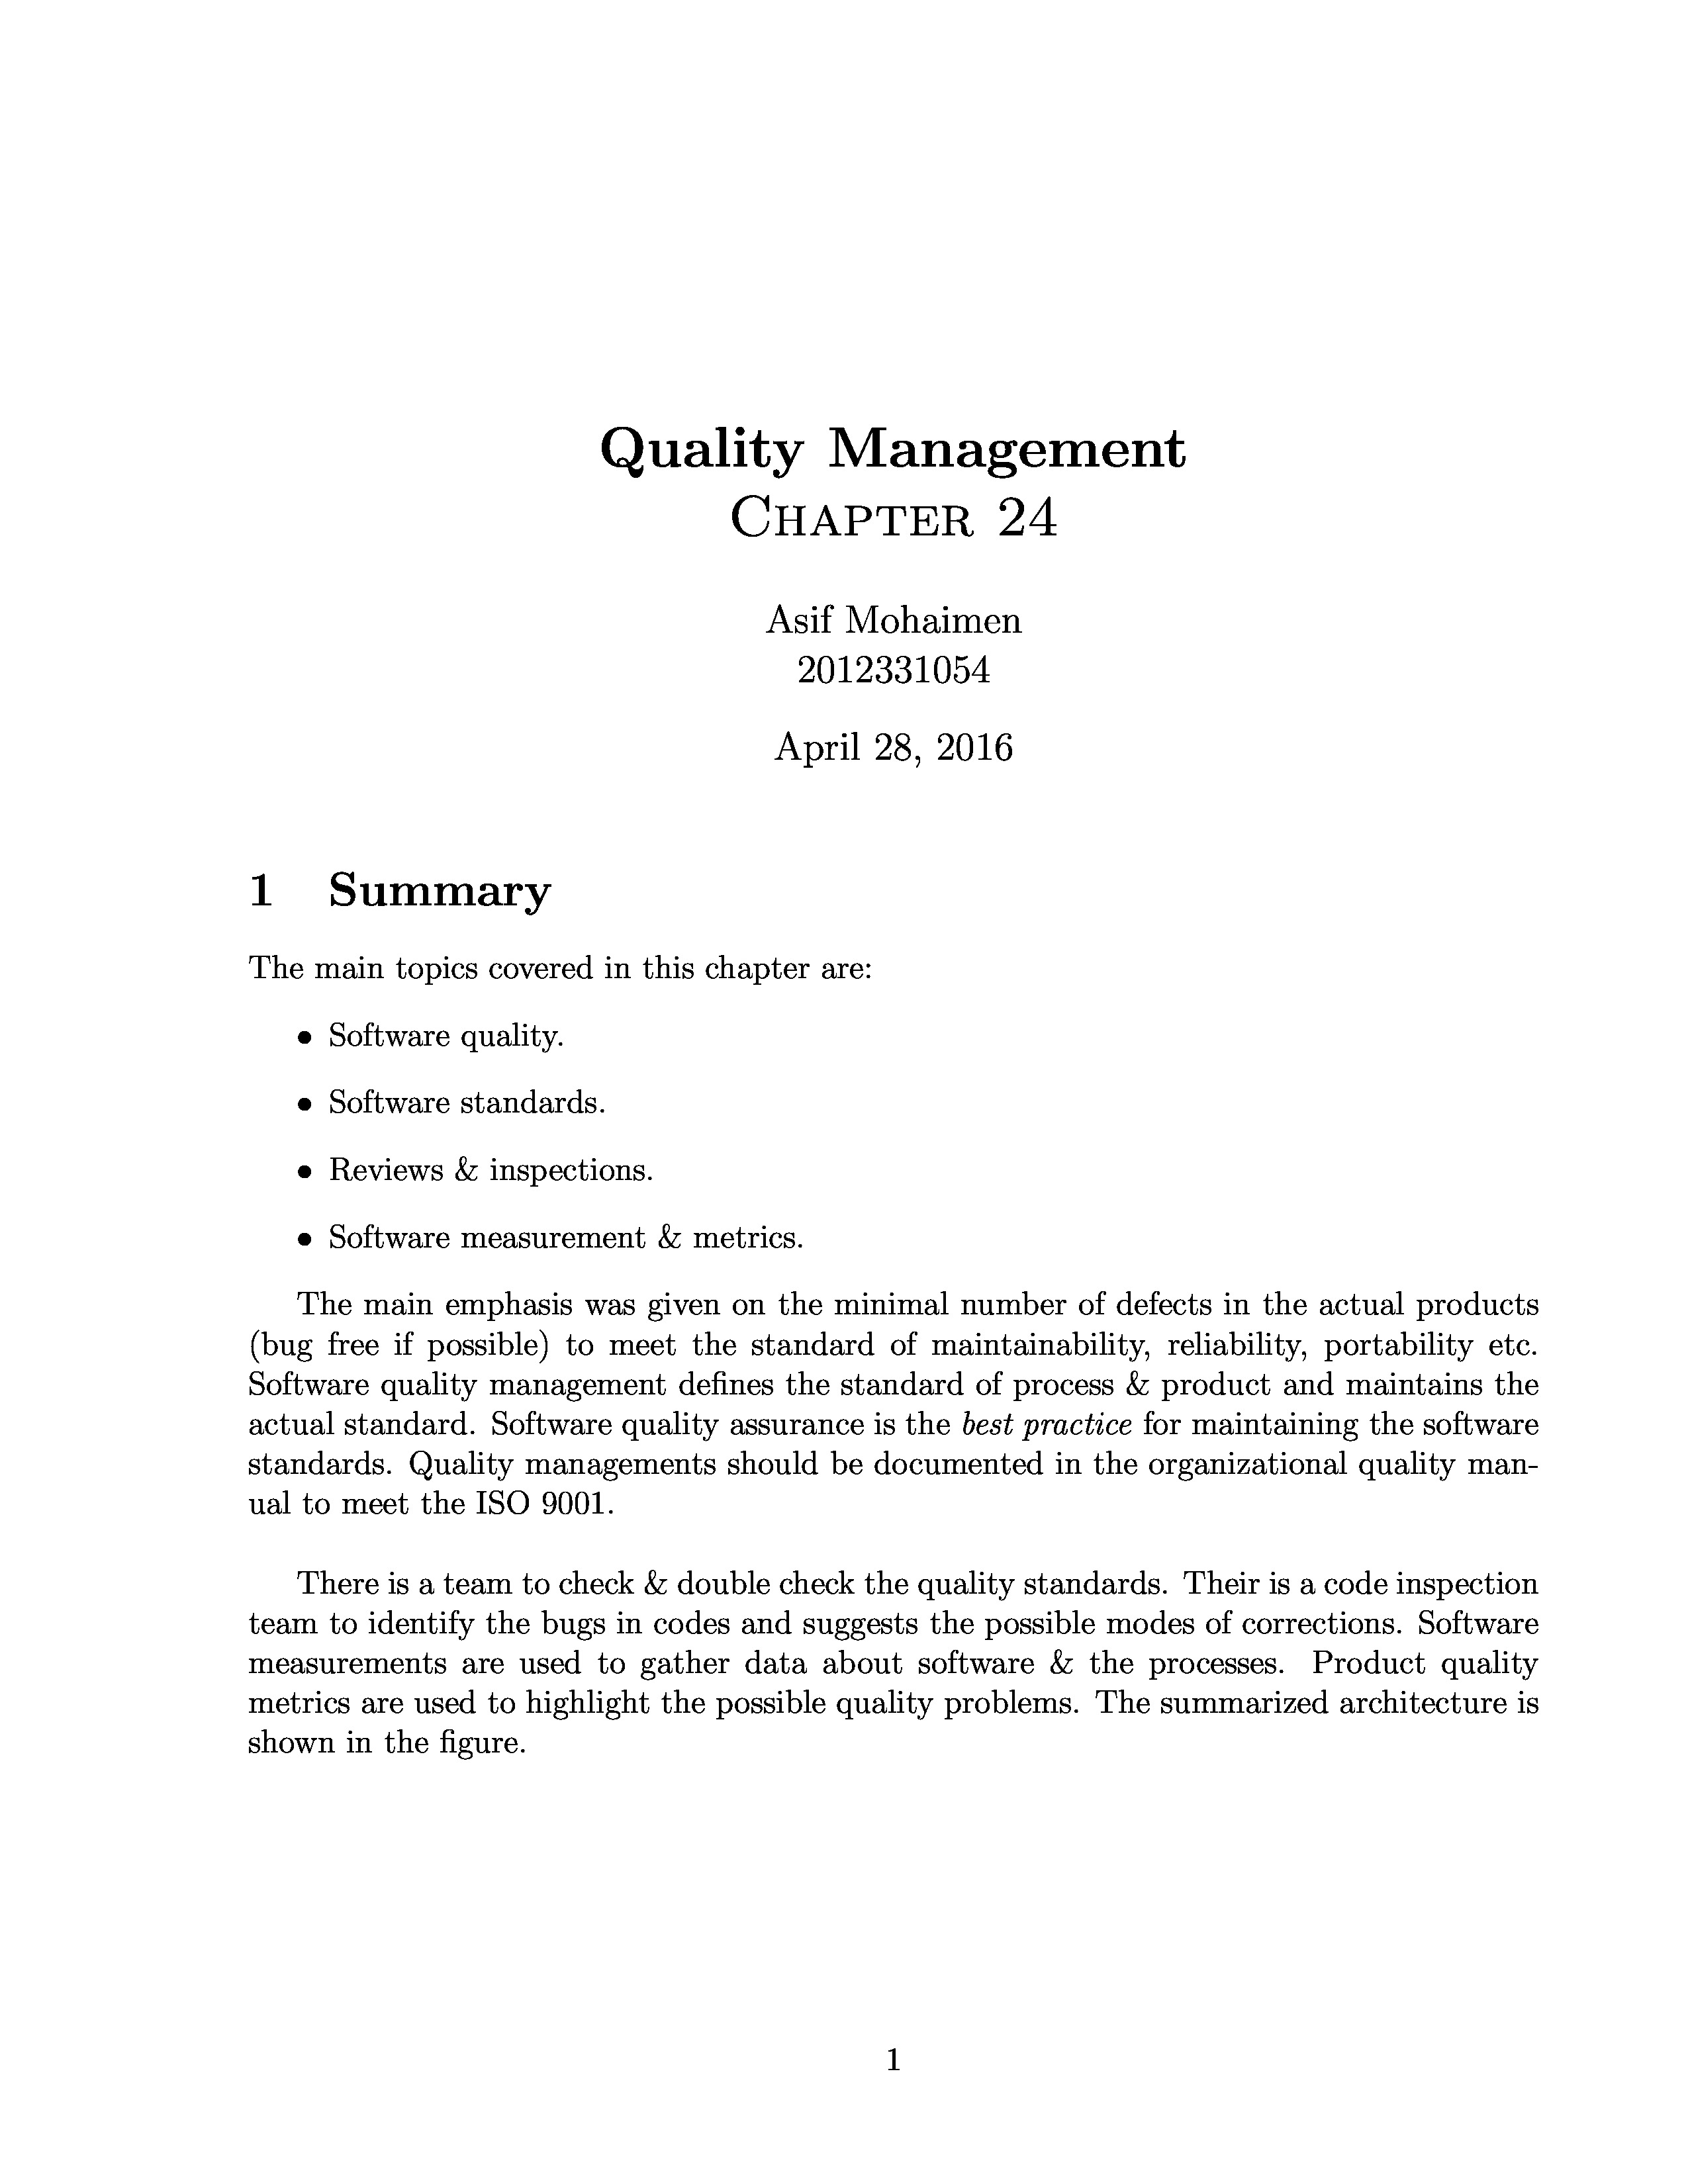 Quality Management
Chapter 24
Asif Mohaimen
2012331054
April 28, 2016
1 Summary
The main topics covered in this chapter are:
• Software quality.
• Software standards.
• Reviews & inspections.
• Software measurement & metrics.
The main emphasis was given on the minimal number of defects in the actual products
(bug free if possible) to meet the standard of maintainability, reliability, portability etc.
Software quality management defines the standard of process & product and maintains the
actual standard. Software quality assurance is the best practice for maintaining the software
standards. Quality managements should be documented in the organizational quality man-
ual to meet the ISO 9001.
There is a team to check & double check the quality standards. Their is a code inspection
team to identify the bugs in codes and suggests the possible modes of corrections. Software
measurements are used to gather data about software & the processes. Product quality
metrics are used to highlight the possible quality problems. The summarized architecture is
shown in the figure.
1